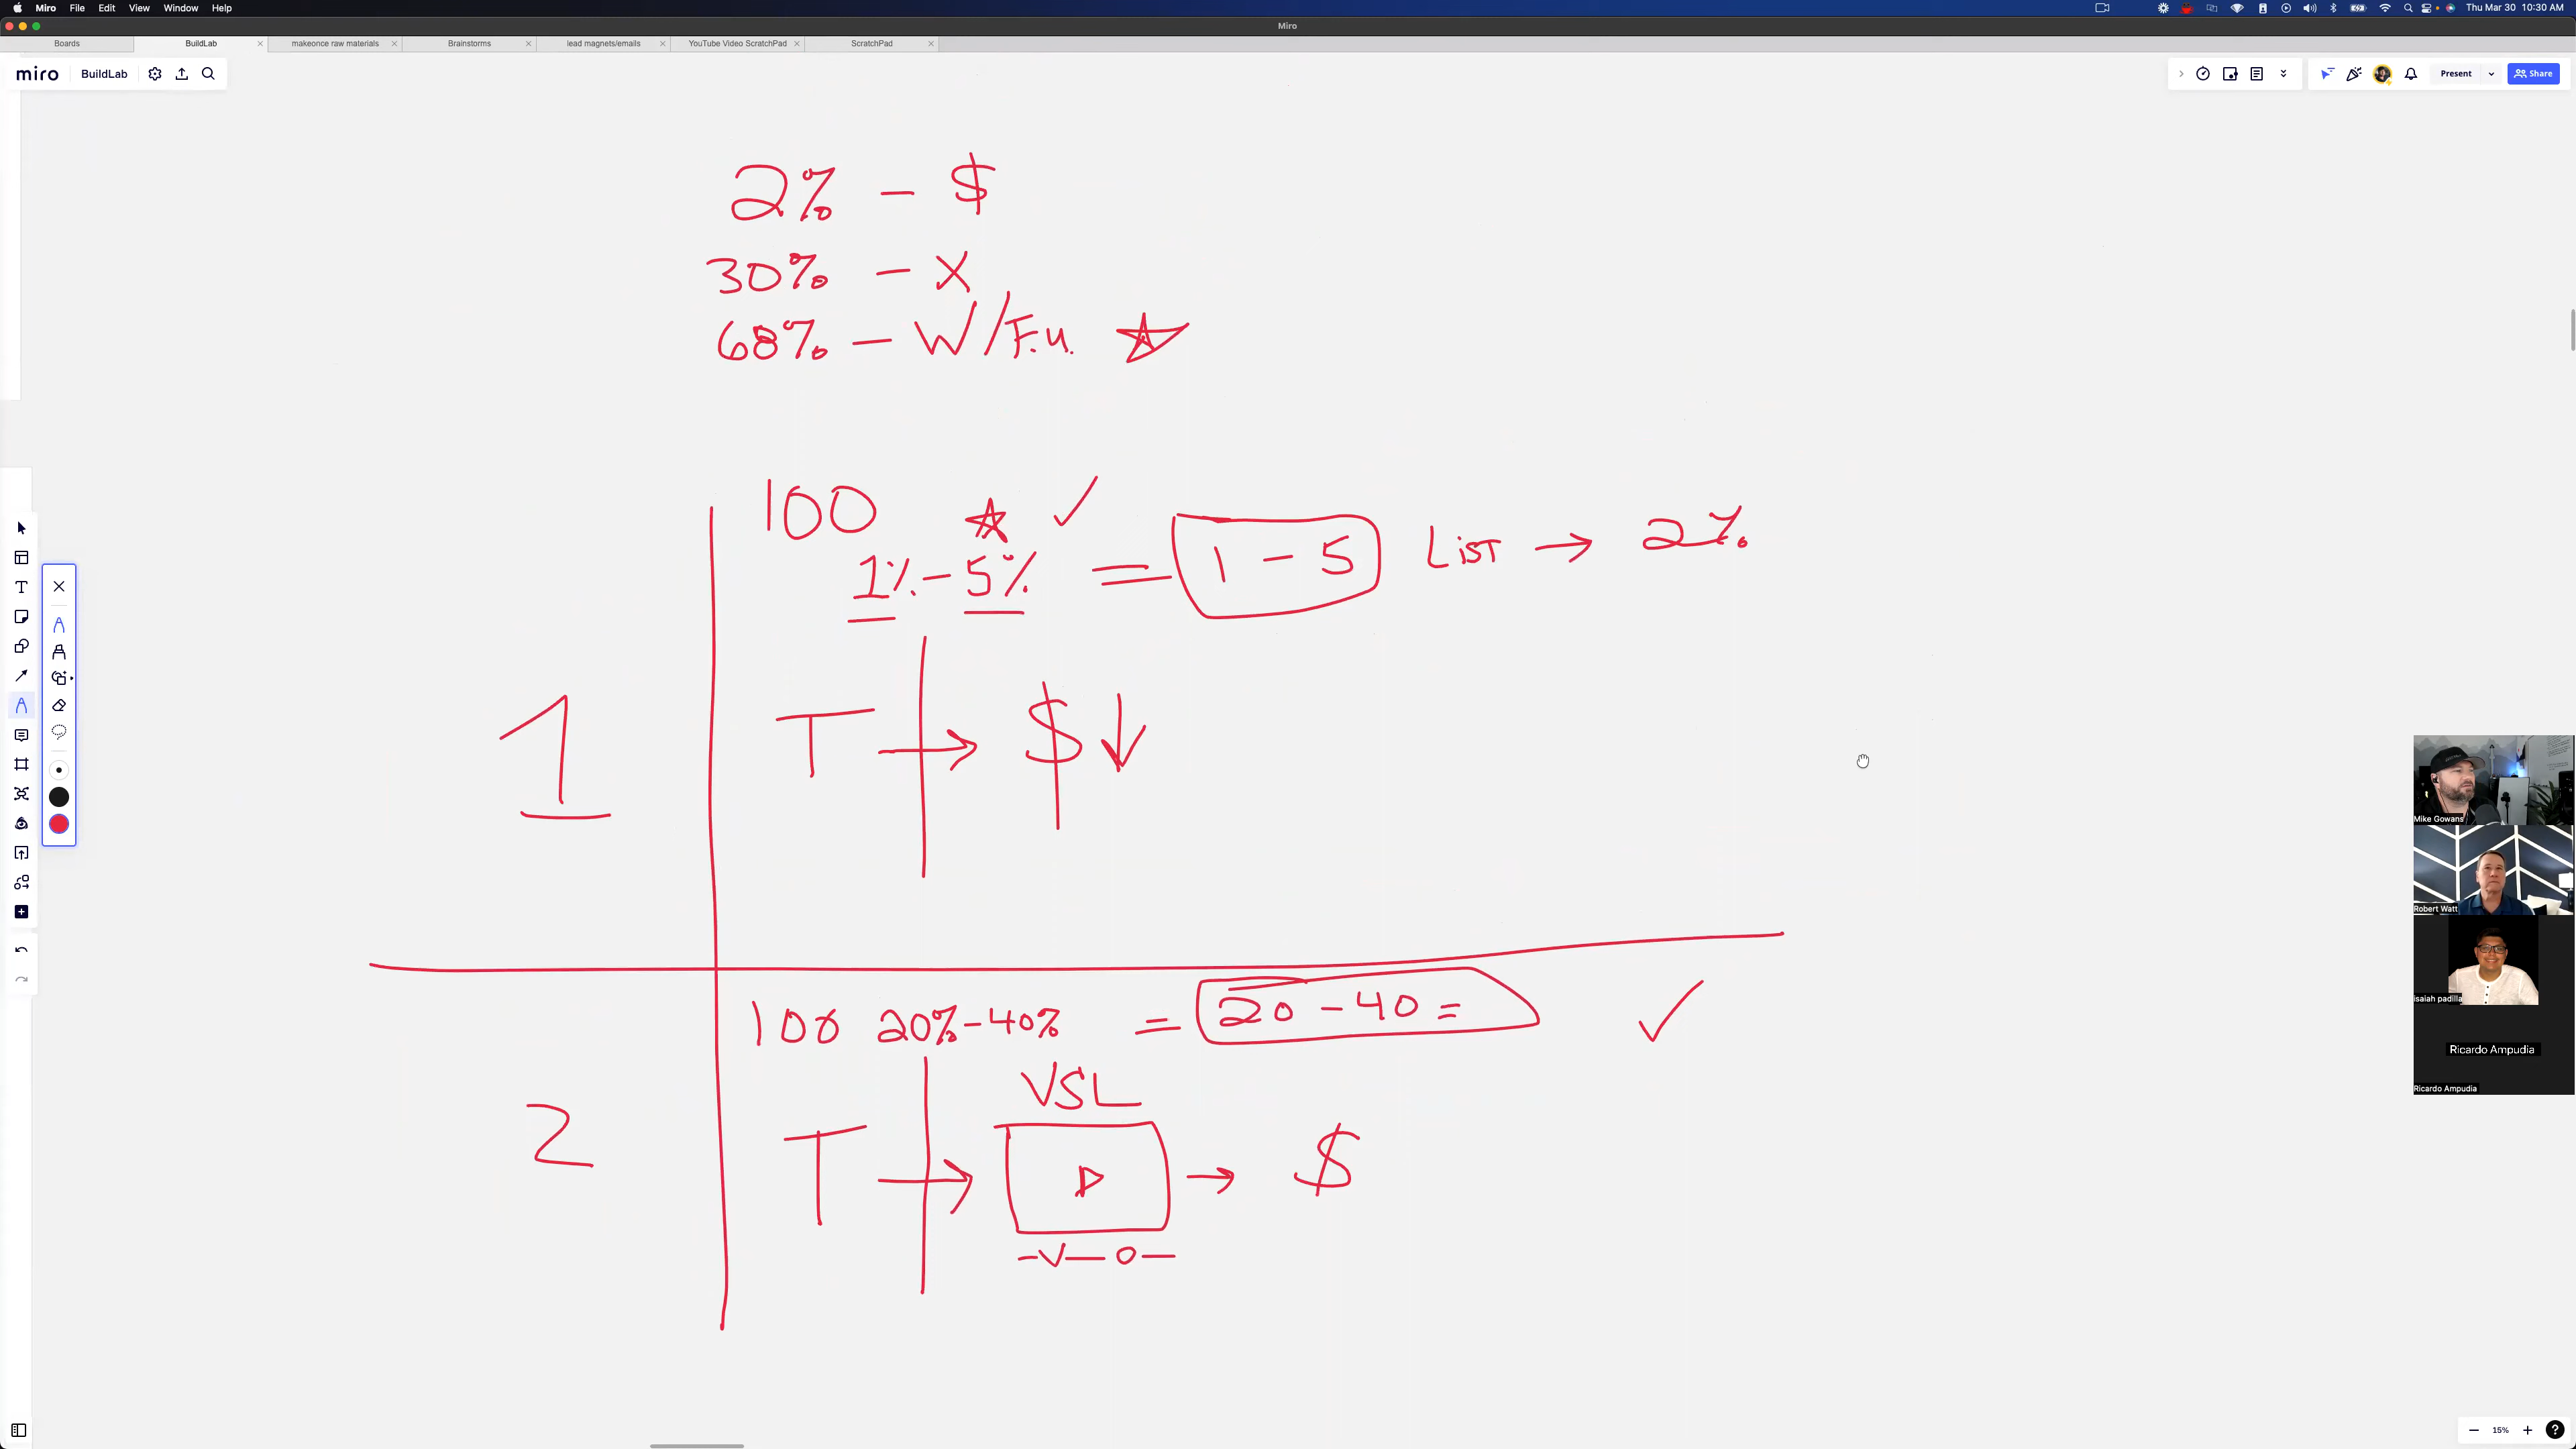 Miro File Edit View Window Help Thu Mar 30 10:30 AM
Miro
Boards BuildLab makeonce raw materials Brainstorms lead magnets/emails YouTube Video ScratchPad ScratchPad
miro BuildLab Present Share
2% - $
30% - X
68% - W/F.u.
100
1% - 5% = 1 - 5 List → 2%
1 T → $ ↓
100 20% - 40% = 20 - 40 =
VSL
2 T → → $
- V - O -
Mike Gowans
Robert Watt
isaiah padilla
Ricardo Ampudia
Ricardo Ampudia
15%